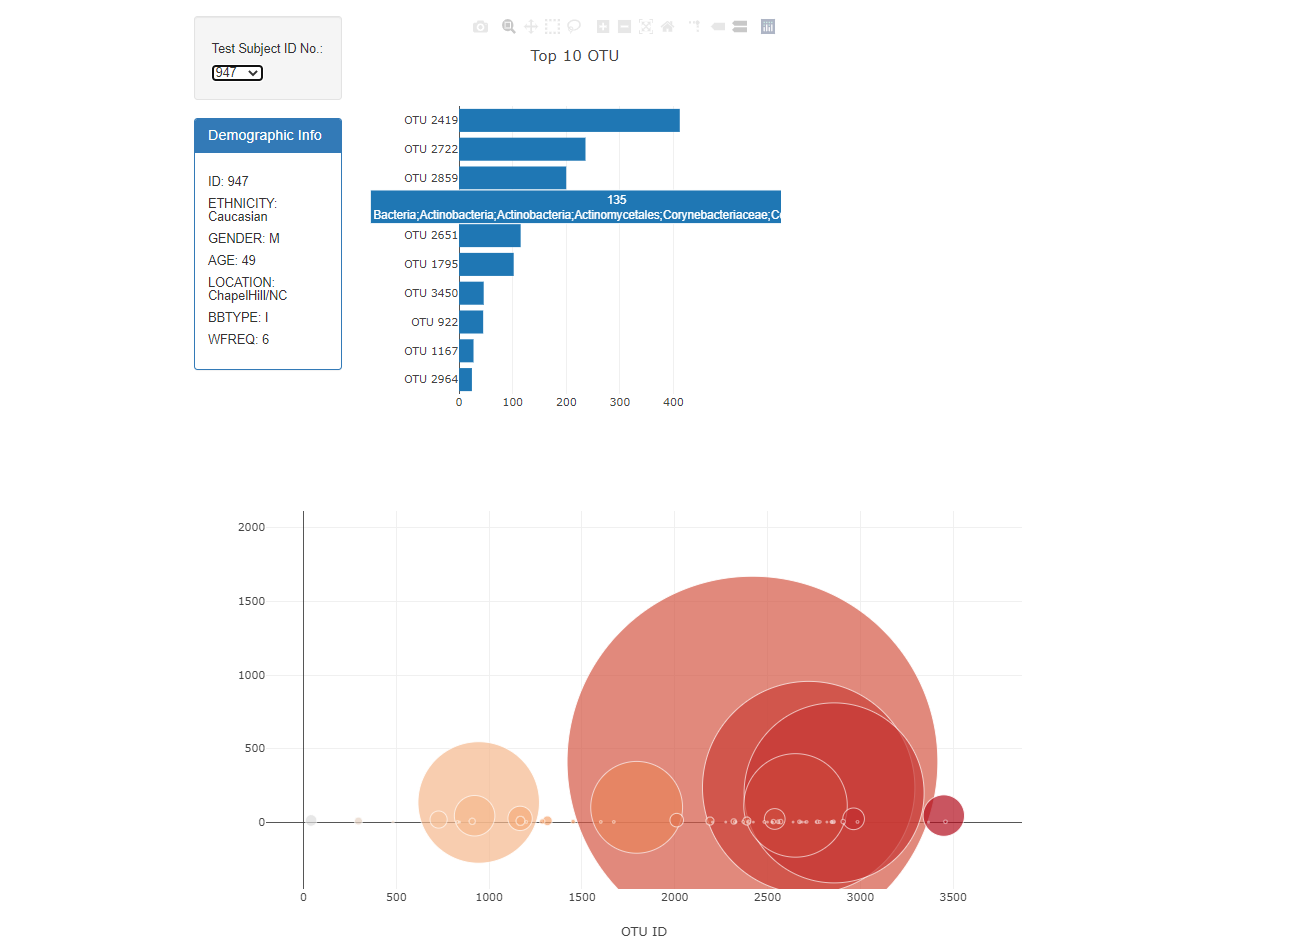 Test Subject ID No.:
947
Demographic Info
ID: 947
ETHNICITY:
Caucasian
GENDER: M
AGE: 49
LOCATION:
ChapelHill/NC
BBTYPE: I
WFREQ: 6
Top 10 OTU
OTU 2419
OTU 2722
OTU 2859
135
Bacteria;Actinobacteria;Actinobacteria;Actinomycetales;Corynebacteriaceae;Co
OTU 2651
OTU 1795
OTU 3450
OTU 922
OTU 1167
OTU 2964
0 100 200 300 400
2000
1500
1000
500
0
0 500 1000 1500 2000 2500 3000 3500
OTU ID